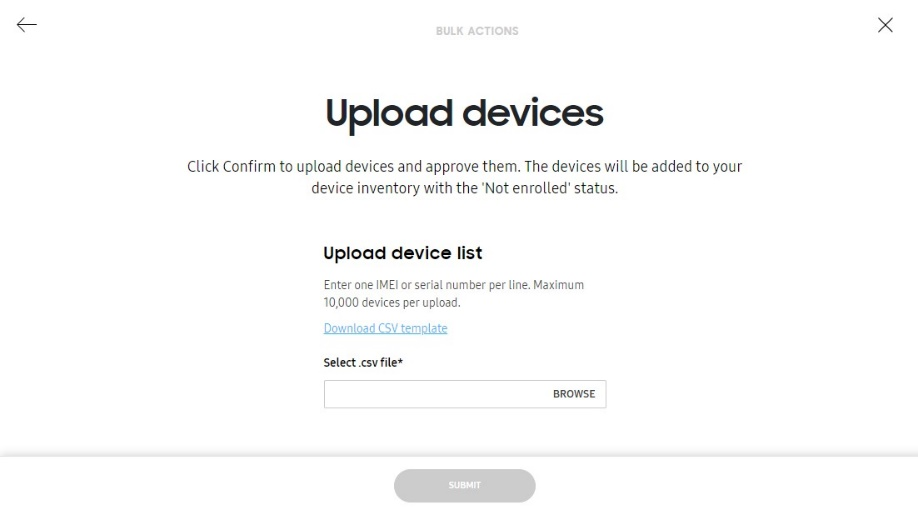 BULK ACTIONS
Upload devices
Click Confirm to upload devices and approve them. The devices will be added to your
device inventory with the 'Not enrolled' status.
Upload device list
Enter one IMEI or serial number per line. Maximum
10,000 devices per upload.
Download CSV template
Select .csv file*
BROWSE
SUBMIT